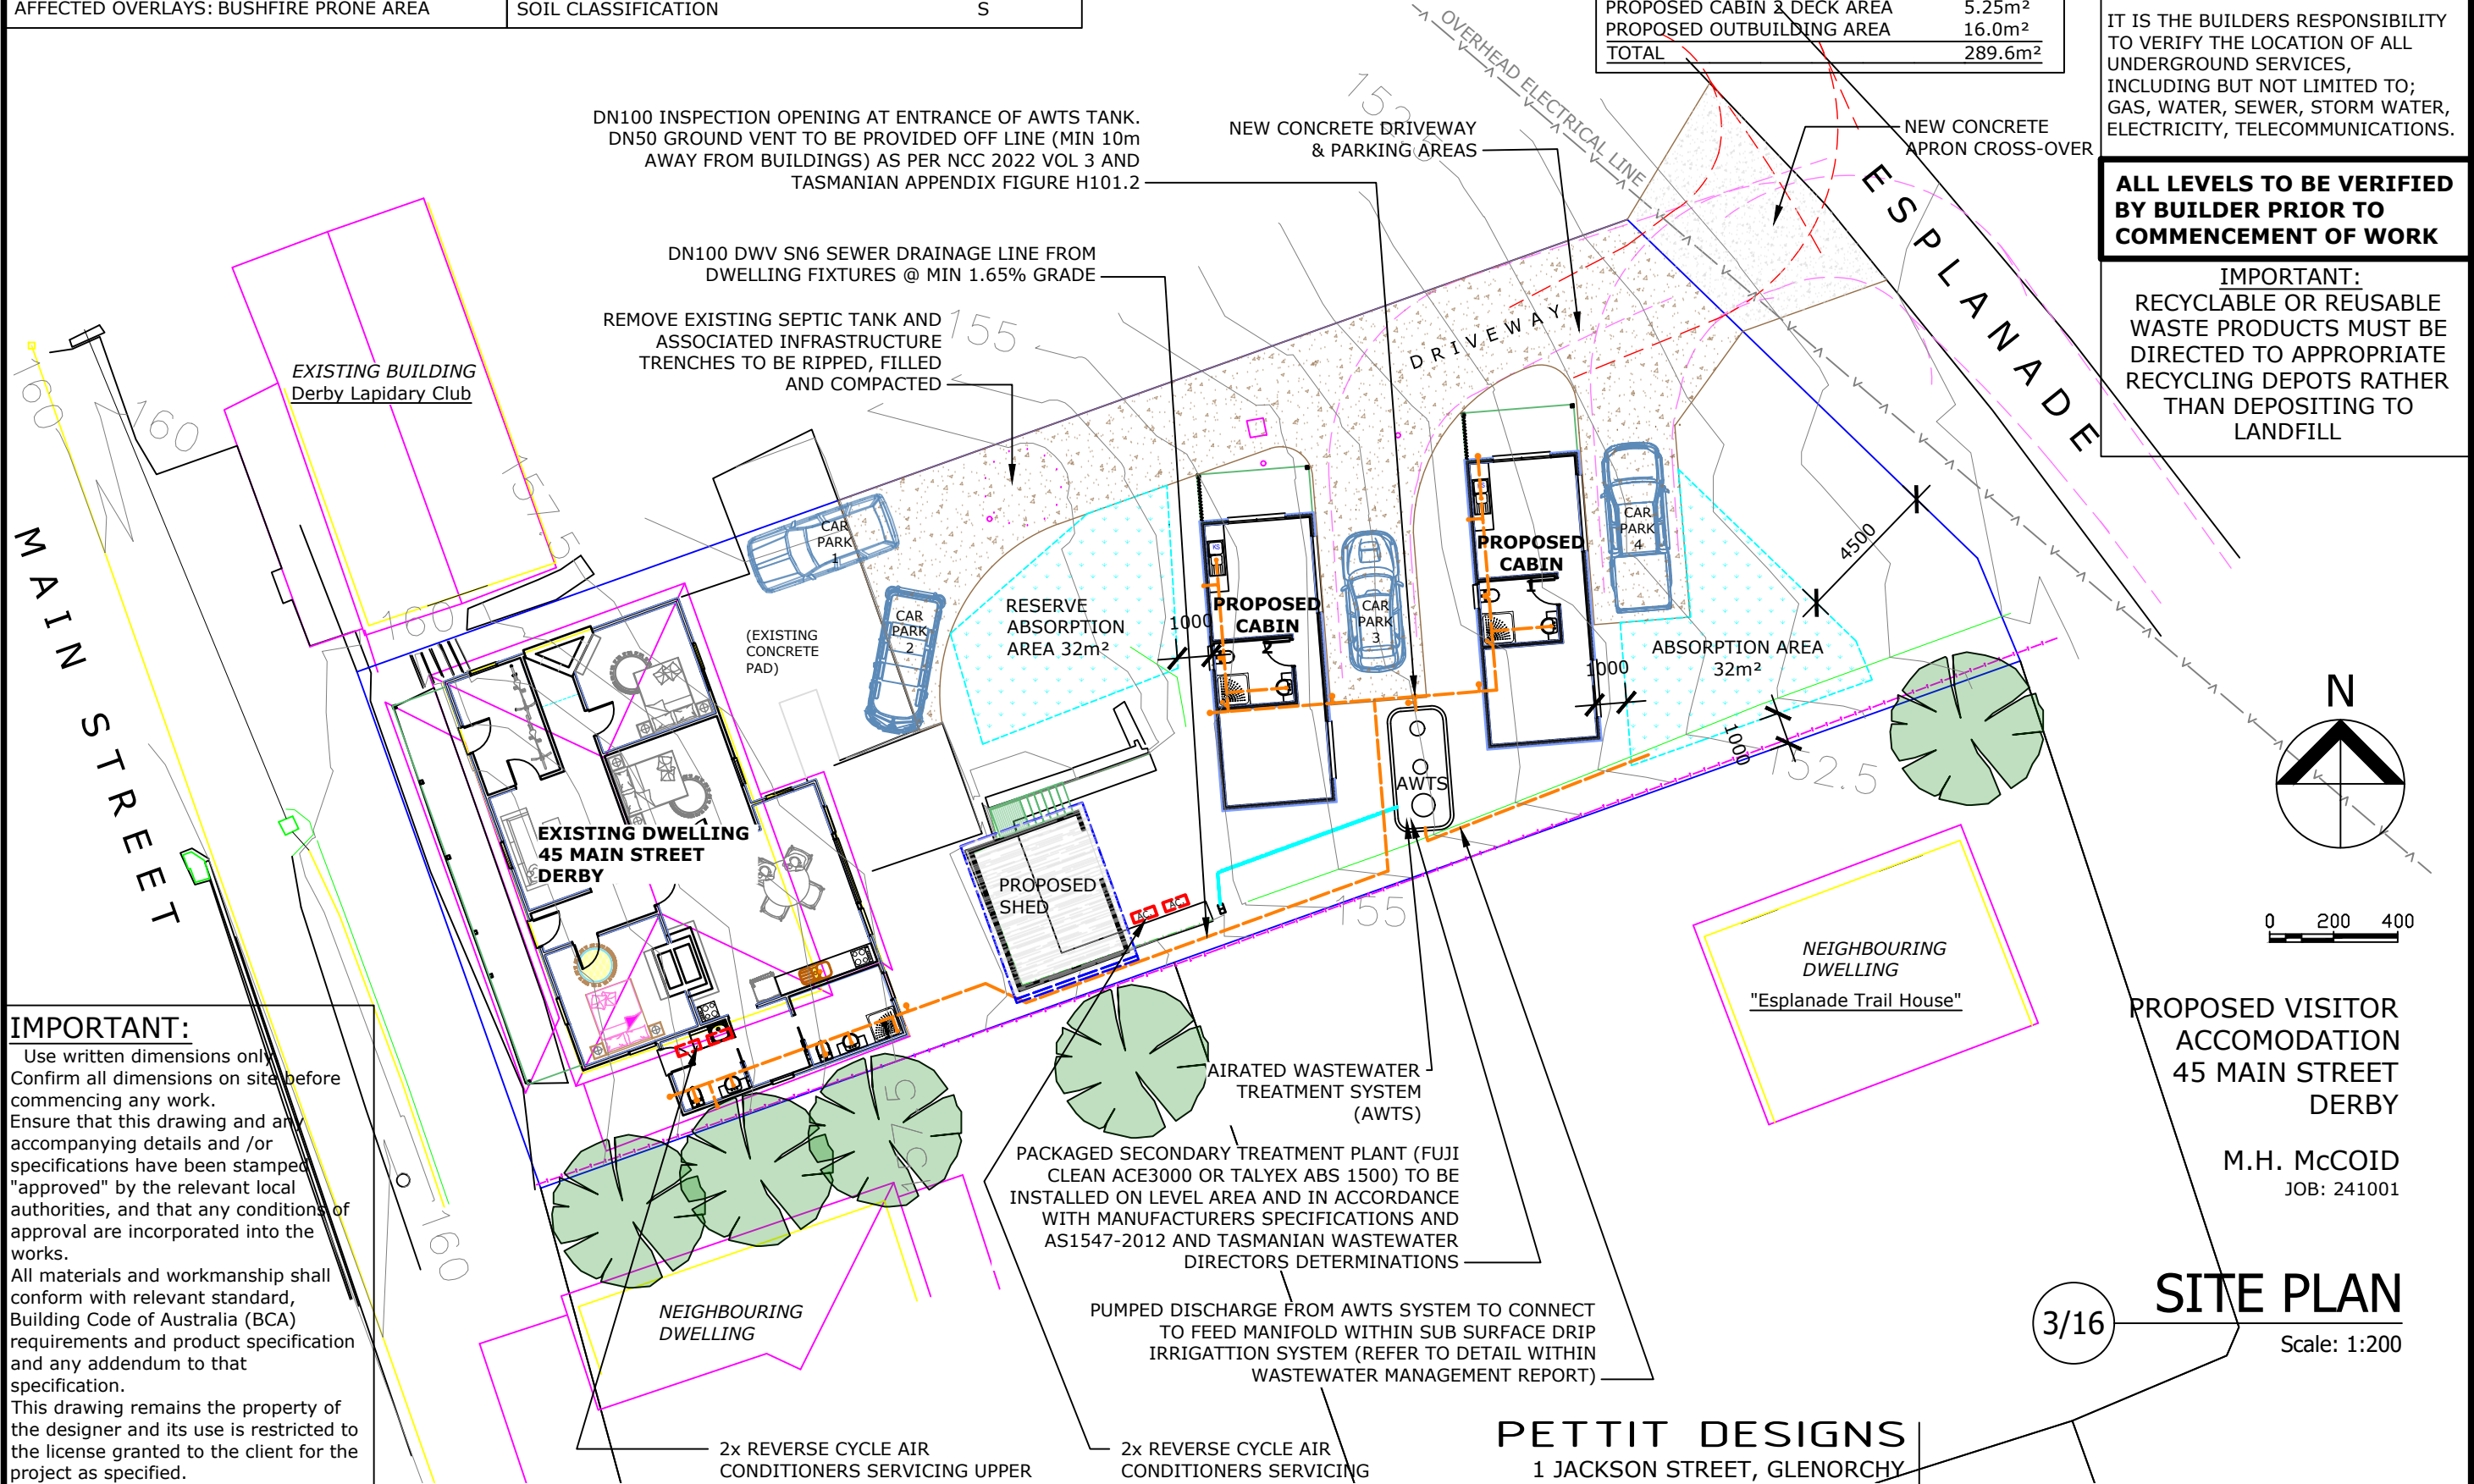 AFFECTED OVERLAYS: BUSHFIRE PRONE AREA
SOIL CLASSIFICATION S
PROPOSED CABIN 2 DECK AREA 5.25m²
PROPOSED OUTBUILDING AREA 16.0m²
TOTAL 289.6m²
IT IS THE BUILDERS RESPONSIBILITY
TO VERIFY THE LOCATION OF ALL
UNDERGROUND SERVICES,
INCLUDING BUT NOT LIMITED TO;
GAS, WATER, SEWER, STORM WATER,
ELECTRICITY, TELECOMMUNICATIONS.
ALL LEVELS TO BE VERIFIED
BY BUILDER PRIOR TO
COMMENCEMENT OF WORK
IMPORTANT:
RECYCLABLE OR REUSABLE
WASTE PRODUCTS MUST BE
DIRECTED TO APPROPRIATE
RECYCLING DEPOTS RATHER
THAN DEPOSITING TO
LANDFILL
DN100 INSPECTION OPENING AT ENTRANCE OF AWTS TANK.
DN50 GROUND VENT TO BE PROVIDED OFF LINE (MIN 10m
AWAY FROM BUILDINGS) AS PER NCC 2022 VOL 3 AND
TASMANIAN APPENDIX FIGURE H101.2
NEW CONCRETE DRIVEWAY
& PARKING AREAS
OVERHEAD ELECTRICAL LINE
152.5
NEW CONCRETE
APRON CROSS-OVER
ESPLANADE
DN100 DWV SN6 SEWER DRAINAGE LINE FROM
DWELLING FIXTURES @ MIN 1.65% GRADE
REMOVE EXISTING SEPTIC TANK AND
ASSOCIATED INFRASTRUCTURE
TRENCHES TO BE RIPPED, FILLED
AND COMPACTED
155
DRIVEWAY
EXISTING BUILDING
Derby Lapidary Club
160
160
157.5
160
MAIN STREET
CAR
PARK
1
CAR
PARK
2
(EXISTING
CONCRETE
PAD)
RESERVE
ABSORPTION
AREA 32m²
1000
KS
PROPOSED
CABIN
2
CAR
PARK
3
PROPOSED
CABIN
1
CAR
PARK
4
4500
ABSORPTION AREA
32m²
1000
1000
152.5
AWTS
155
EXISTING DWELLING
45 MAIN STREET
DERBY
PROPOSED
SHED
AC
AC
N
0 200 400
NEIGHBOURING
DWELLING
"Esplanade Trail House"
PROPOSED VISITOR
ACCOMODATION
45 MAIN STREET
DERBY
M.H. McCOID
JOB: 241001
3/16
SITE PLAN
Scale: 1:200
IMPORTANT:
Use written dimensions only
Confirm all dimensions on site before
commencing any work.
Ensure that this drawing and any
accompanying details and /or
specifications have been stamped
"approved" by the relevant local
authorities, and that any conditions of
approval are incorporated into the
works.
All materials and workmanship shall
conform with relevant standard,
Building Code of Australia (BCA)
requirements and product specification
and any addendum to that
specification.
This drawing remains the property of
the designer and its use is restricted to
the license granted to the client for the
project as specified.
160
157.5
NEIGHBOURING
DWELLING
AIRATED WASTEWATER
TREATMENT SYSTEM
(AWTS)
PACKAGED SECONDARY TREATMENT PLANT (FUJI
CLEAN ACE3000 OR TALYEX ABS 1500) TO BE
INSTALLED ON LEVEL AREA AND IN ACCORDANCE
WITH MANUFACTURERS SPECIFICATIONS AND
AS1547-2012 AND TASMANIAN WASTEWATER
DIRECTORS DETERMINATIONS
PUMPED DISCHARGE FROM AWTS SYSTEM TO CONNECT
TO FEED MANIFOLD WITHIN SUB SURFACE DRIP
IRRIGATTION SYSTEM (REFER TO DETAIL WITHIN
WASTEWATER MANAGEMENT REPORT)
2x REVERSE CYCLE AIR
CONDITIONERS SERVICING UPPER
2x REVERSE CYCLE AIR
CONDITIONERS SERVICING
PETTIT DESIGNS
1 JACKSON STREET, GLENORCHY